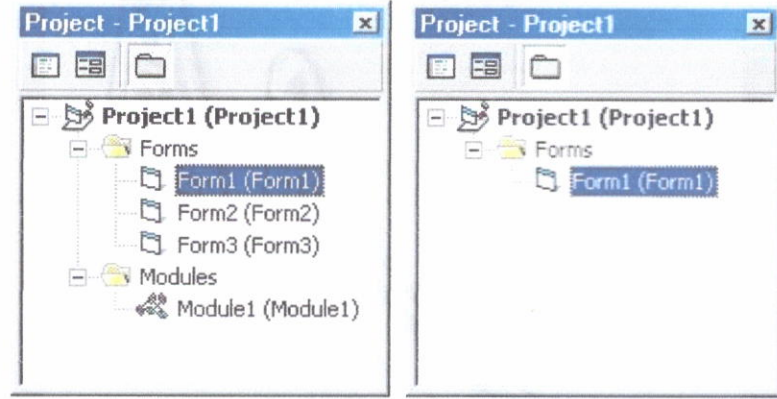 Project - Project1
Project1 (Project1)
Forms
Form1 (Form1)
Form2 (Form2)
Form3 (Form3)
Modules
Module1 (Module1)
Project - Project1
Project1 (Project1)
Forms
Form1 (Form1)